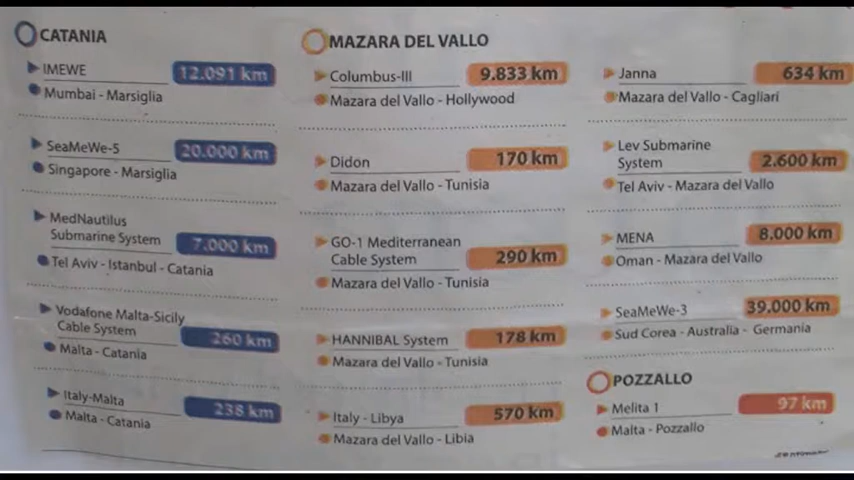 CATANIA
IMEWE 12.091 km
Mumbai - Marsiglia
SeaMeWe-5 20.000 km
Singapore - Marsiglia
MedNautilus
Submarine System 7.000 km
Tel Aviv - Istanbul - Catania
Vodafone Malta-Sicily
Cable System 260 km
Malta - Catania
Italy-Malta 238 km
Malta - Catania
MAZARA DEL VALLO
Columbus-III 9.833 km
Mazara del Vallo - Hollywood
Didon 170 km
Mazara del Vallo - Tunisia
GO-1 Mediterranean
Cable System 290 km
Mazara del Vallo - Tunisia
HANNIBAL System 178 km
Mazara del Vallo - Tunisia
Italy - Libya 570 km
Mazara del Vallo - Libia
Janna 634 km
Mazara del Vallo - Cagliari
Lev Submarine
System 2.600 km
Tel Aviv - Mazara del Vallo
MENA 8.000 km
Oman - Mazara del Vallo
SeaMeWe-3 39.000 km
Sud Corea - Australia - Germania
POZZALLO
Melita 1 97 km
Malta - Pozzallo